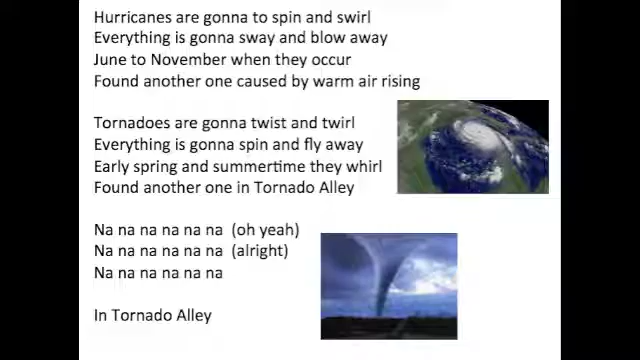 Hurricanes are gonna to spin and swirl
Everything is gonna sway and blow away
June to November when they occur
Found another one caused by warm air rising
Tornadoes are gonna twist and twirl
Everything is gonna spin and fly away
Early spring and summertime they whirl
Found another one in Tornado Alley
Na na na na na na (oh yeah)
Na na na na na na (alright)
Na na na na na na
In Tornado Alley